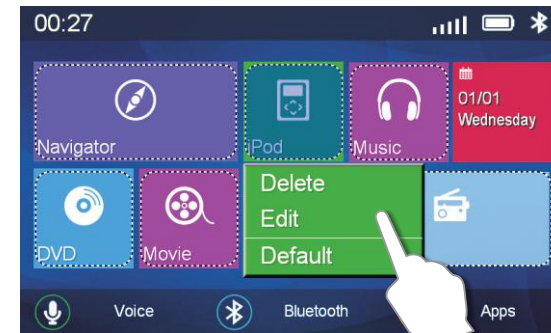 00:27
Navigator
iPod
Music
01/01
Wednesday
DVD
Movie
Delete
Edit
Default
Voice
Bluetooth
Apps